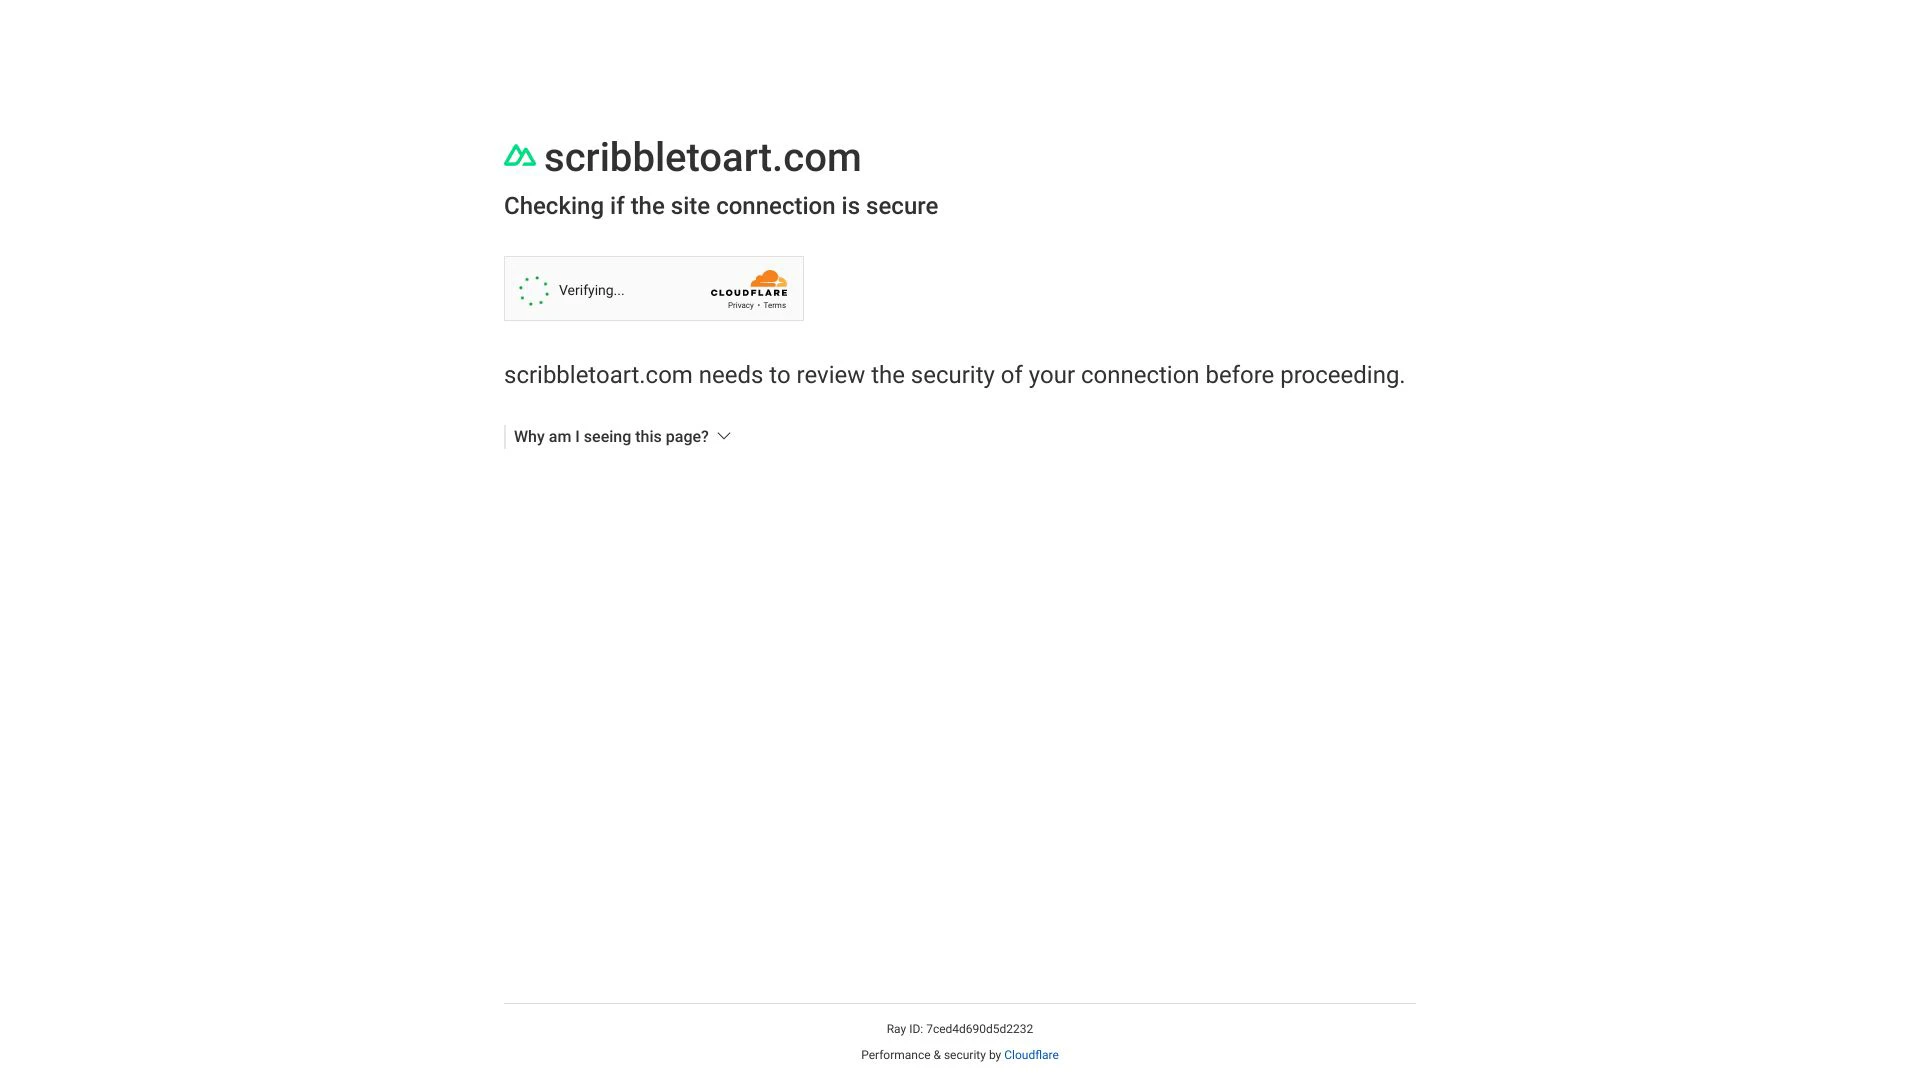 scribbletoart.com
Checking if the site connection is secure
Verifying...
CLOUDFLARE
Privacy • Terms
scribbletoart.com needs to review the security of your connection before proceeding.
Why am I seeing this page?
Ray ID: 7ced4d690d5d2232
Performance & security by Cloudflare